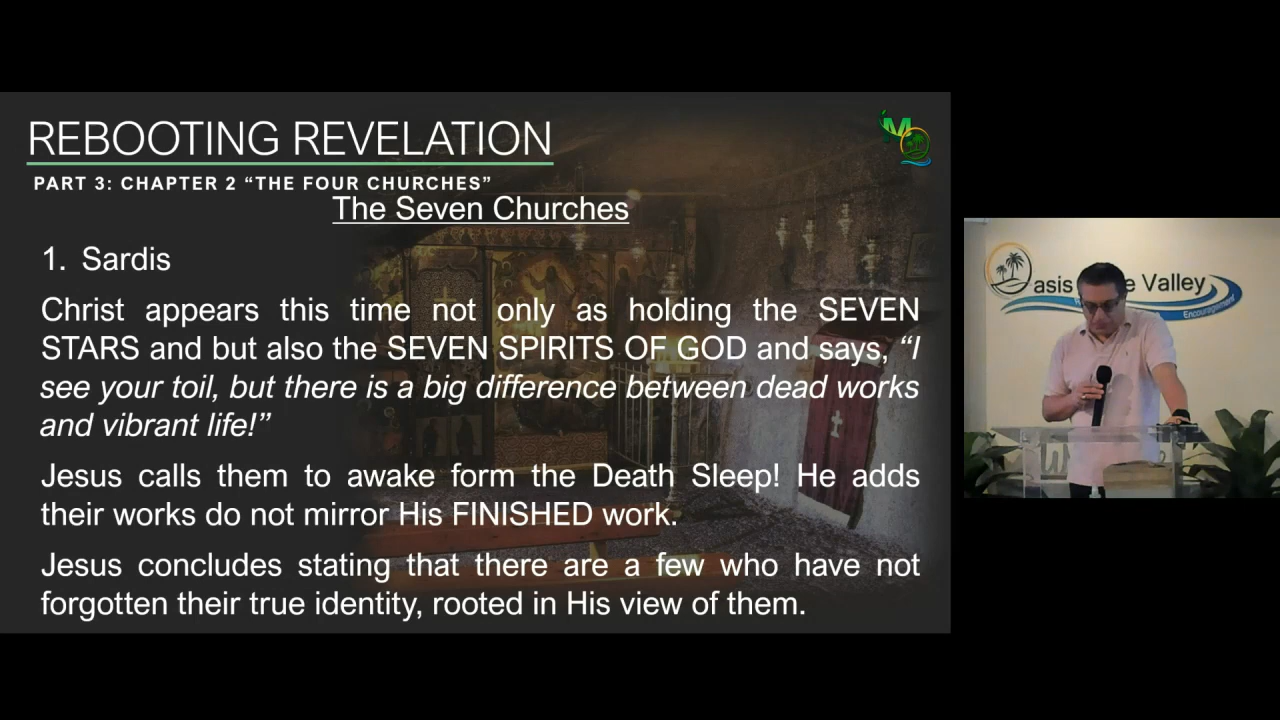 REBOOTING REVELATION
PART 3: CHAPTER 2 “THE FOUR CHURCHES”
The Seven Churches
1. Sardis
Christ appears this time not only as holding the SEVEN
STARS and but also the SEVEN SPIRITS OF GOD and says, “I
see your toil, but there is a big difference between dead works
and vibrant life!”
Jesus calls them to awake form the Death Sleep! He adds
their works do not mirror His FINISHED work.
Jesus concludes stating that there are a few who have not
forgotten their true identity, rooted in His view of them.
M
asis e Valley
Encouragement